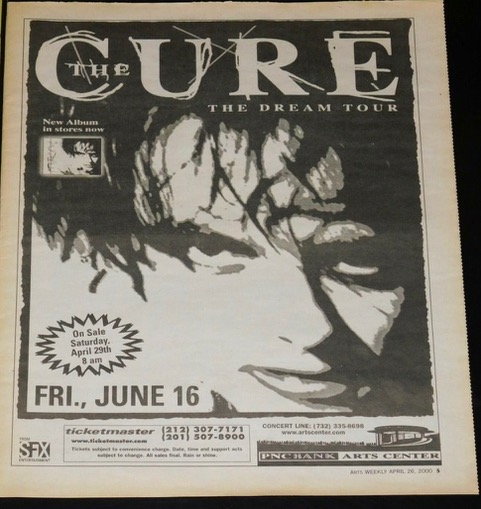 THE CURE
THE DREAM TOUR
New Album
in stores now
On Sale
Saturday,
April 29th
8 am
FRI., JUNE 16
FROM
SFX
ENTERTAINMENT
ticketmaster (212) 307-7171
www.ticketmaster.com (201) 507-8900
Tickets subject to convenience charge. Date, time and support acts
subject to change. All sales final. Rain or shine.
CONCERT LINE: (732) 335-8698
www.artscenter.com
PNC BANK ARTS CENTER
WEEKLY APRIL 26, 2000 5